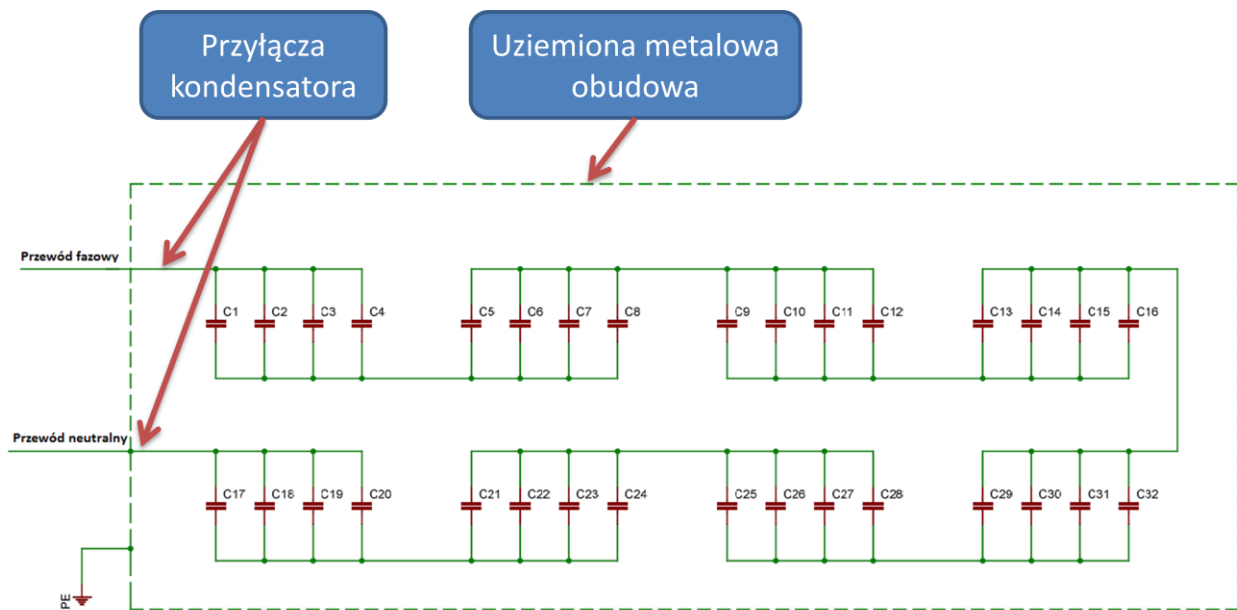 Przyłącza
kondensatora
Uziemiona metalowa
obudowa
Przewód fazowy
C1 C2 C3 C4 C5 C6 C7 C8 C9 C10 C11 C12 C13 C14 C15 C16
Przewód neutralny
C17 C18 C19 C20 C21 C22 C23 C24 C25 C26 C27 C28 C29 C30 C31 C32
PE